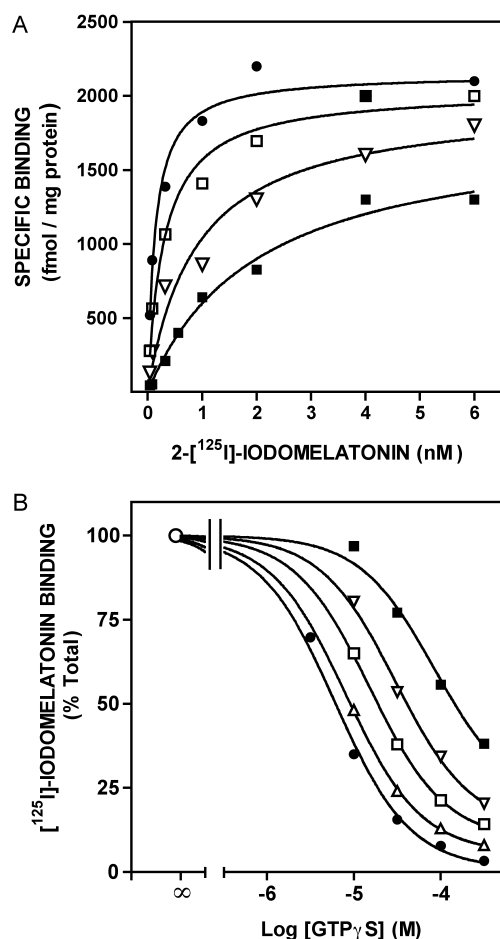 A
2500
2000
1500
1000
500
SPECIFIC BINDING
(fmol / mg protein)
0 1 2 3 4 5 6
2-[¹²⁵I]-IODOMELATONIN (nM)
B
100
75
50
25
0
[¹²⁵I]-IODOMELATONIN BINDING
(% Total)
∞ -6 -5 -4
Log [GTPγS] (M)